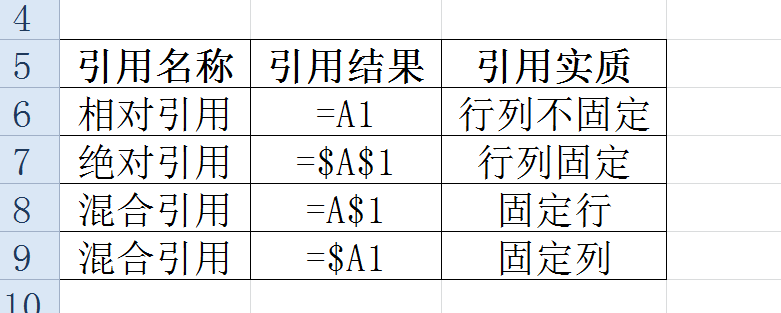 4
5 引用名称 引用结果 引用实质
6 相对引用 =A1 行列不固定
7 绝对引用 =$A$1 行列固定
8 混合引用 =A$1 固定行
9 混合引用 =$A1 固定列
10